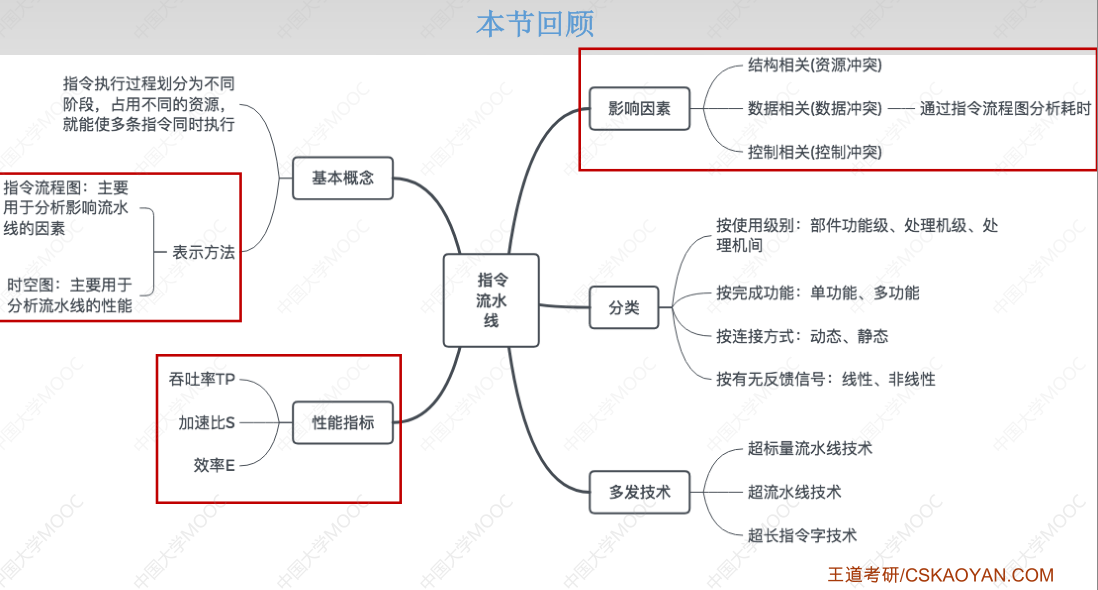 本节回顾
指令执行过程划分为不同
阶段，占用不同的资源，
就能使多条指令同时执行
基本概念
指令流程图：主要
用于分析影响流水
线的因素
表示方法
时空图：主要用于
分析流水线的性能
吞吐率TP
加速比S
效率E
性能指标
指令
流水
线
影响因素
结构相关(资源冲突)
数据相关(数据冲突)
通过指令流程图分析耗时
控制相关(控制冲突)
分类
按使用级别：部件功能级、处理机级、处
理机间
按完成功能：单功能、多功能
按连接方式：动态、静态
按有无反馈信号：线性、非线性
多发技术
超标量流水线技术
超流水线技术
超长指令字技术
王道考研/CSKAOYAN.COM
中国大学MOOC